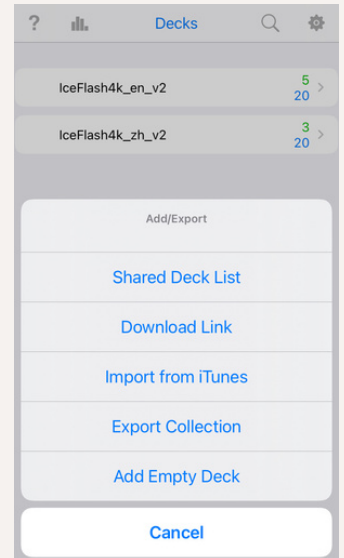 ? Decks
IceFlash4k_en_v2 5
20 >
IceFlash4k_zh_v2 3
20 >
Add/Export
Shared Deck List
Download Link
Import from iTunes
Export Collection
Add Empty Deck
Cancel